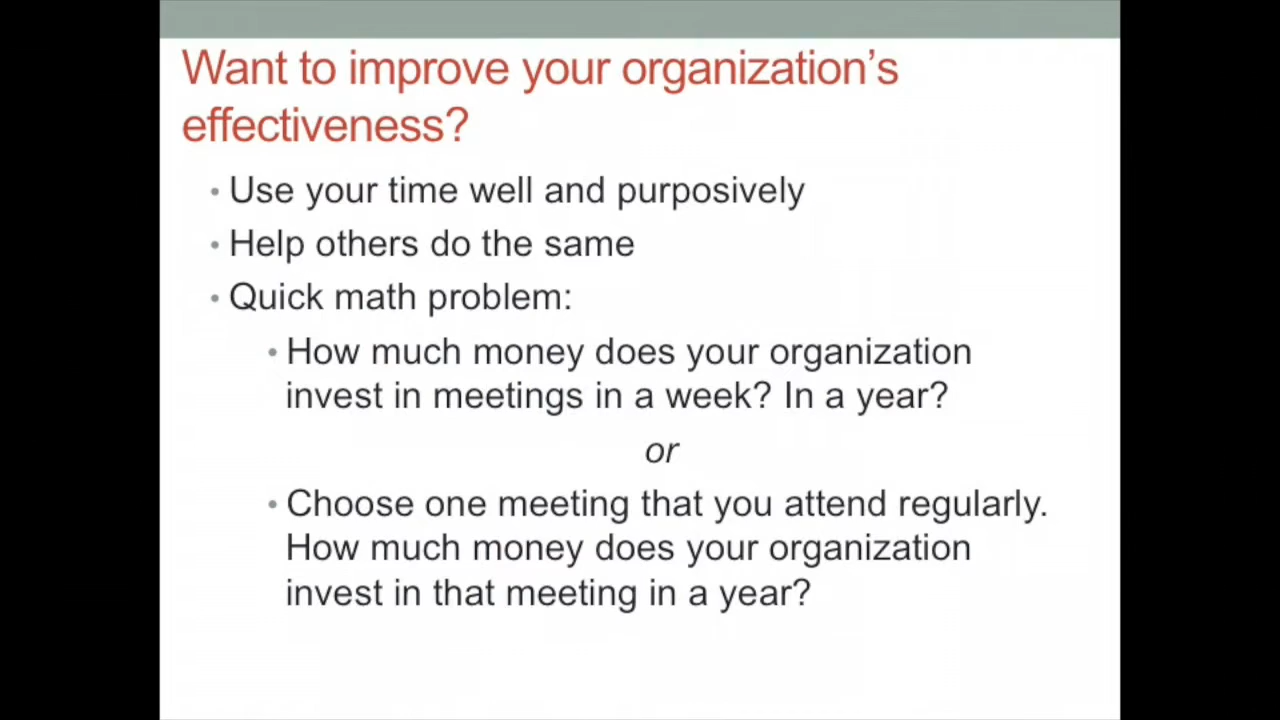 Want to improve your organization’s
effectiveness?
• Use your time well and purposively
• Help others do the same
• Quick math problem:
• How much money does your organization
invest in meetings in a week? In a year?
or
• Choose one meeting that you attend regularly.
How much money does your organization
invest in that meeting in a year?